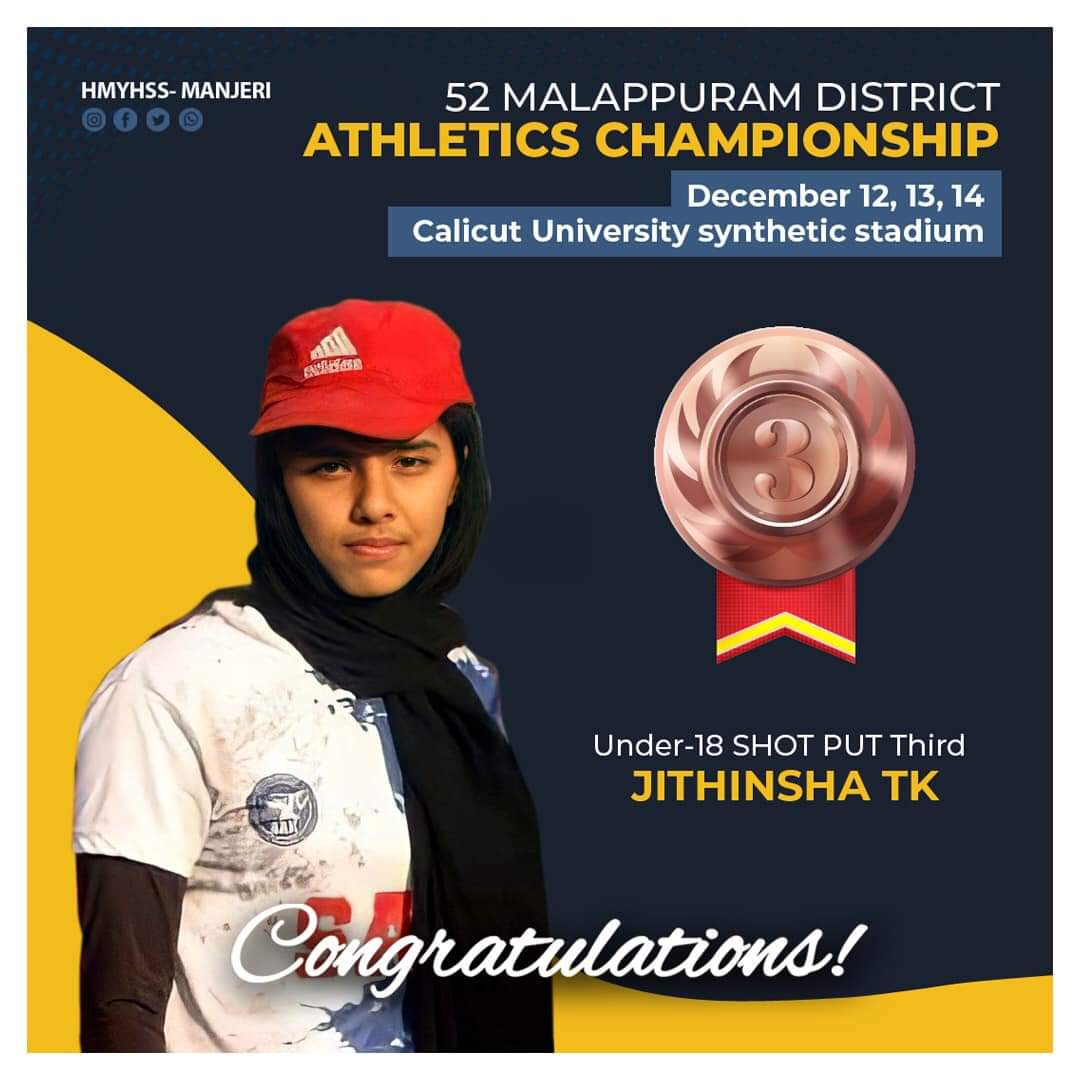 HMYHSS- MANJERI
52 MALAPPURAM DISTRICT
ATHLETICS CHAMPIONSHIP
December 12, 13, 14
Calicut University synthetic stadium
3
Under-18 SHOT PUT Third
JITHINSHA TK
Congratulations!